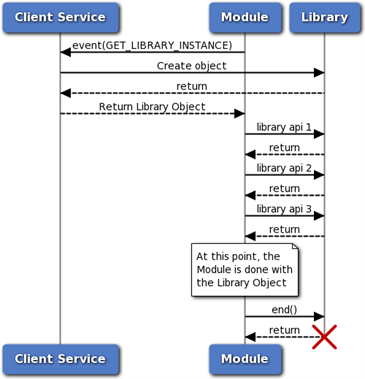 Client Service
Module
Library
event(GET_LIBRARY_INSTANCE)
Create object
return
Return Library Object
library api 1
return
library api 2
return
library api 3
return
At this point, the
Module is done with
the Library Object
end()
return
Client Service
Module